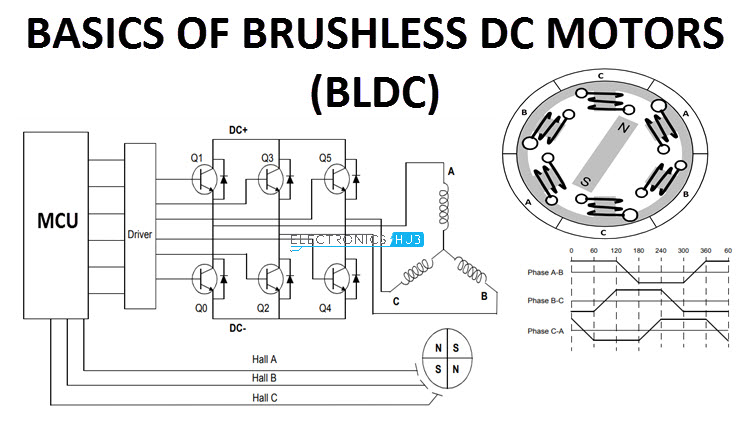 BASICS OF BRUSHLESS DC MOTORS
(BLDC)
MCU
Driver
DC+
Q1
Q3
Q5
Q0
Q2
Q4
DC-
ELECTRONICS HUB
A
C
B
Hall A
Hall B
Hall C
N S
S N
C
B
A
N
S
B
A
C
0 60 120 180 240 300 360 60
Phase A-B
Phase B-C
Phase C-A